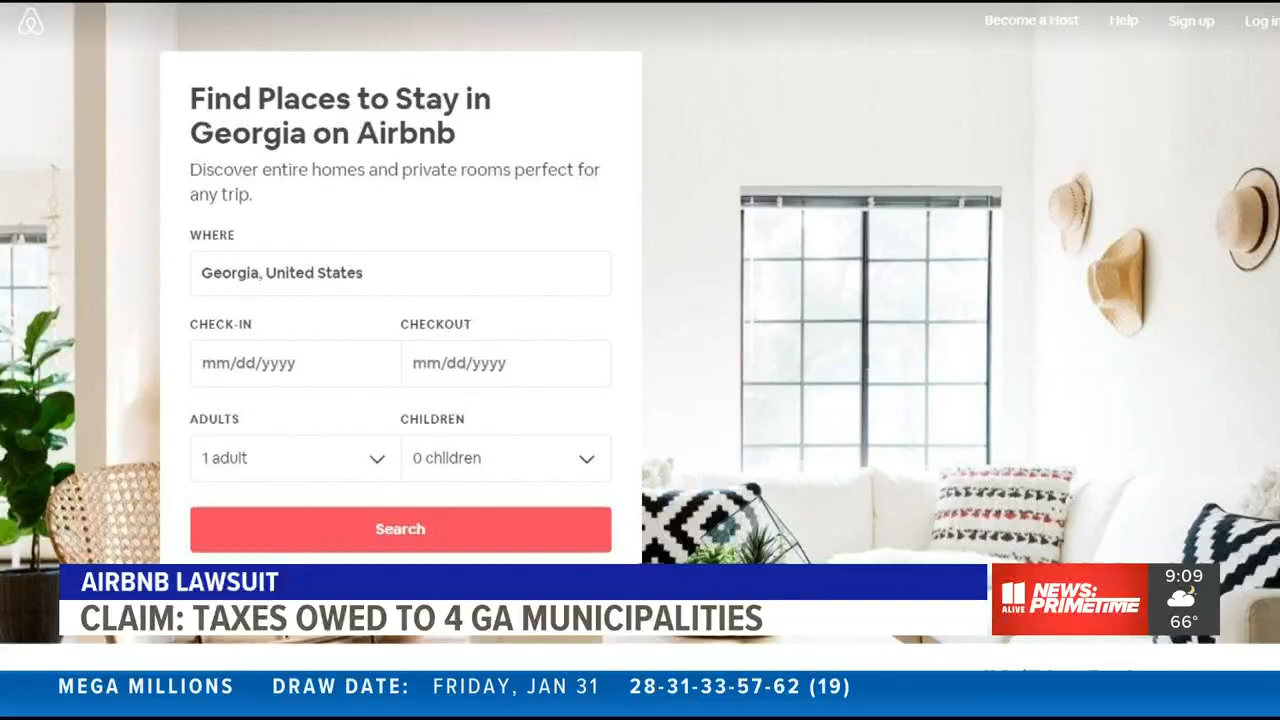 Become a Host Help Sign up Log in
Find Places to Stay in
Georgia on Airbnb
Discover entire homes and private rooms perfect for
any trip.
WHERE
Georgia, United States
CHECK-IN CHECKOUT
mm/dd/yyyy mm/dd/yyyy
ADULTS CHILDREN
1 adult 0 children
Search
AIRBNB LAWSUIT
CLAIM: TAXES OWED TO 4 GA MUNICIPALITIES
11 ALIVE NEWS: PRIMETIME
9:09
66°
MEGA MILLIONS DRAW DATE: FRIDAY, JAN 31 28-31-33-57-62 (19)